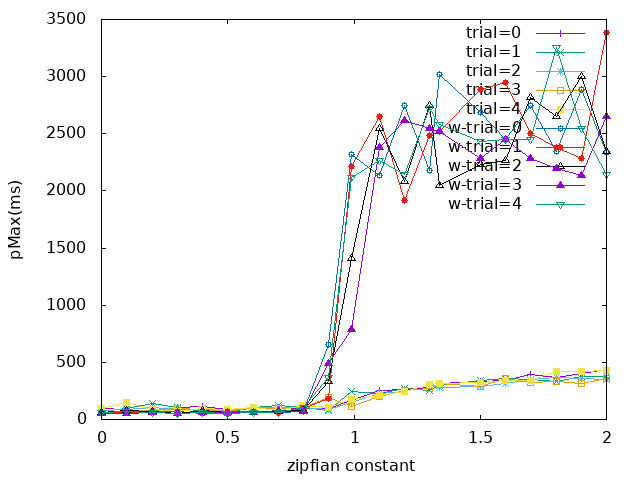 3500
3000
2500
2000
1500
1000
500
0
pMax(ms)
0
0.5
1
1.5
2
zipfian constant
trial=0
trial=1
trial=2
trial=3
trial=4
w-trial=0
w-trial=1
w-trial=2
w-trial=3
w-trial=4